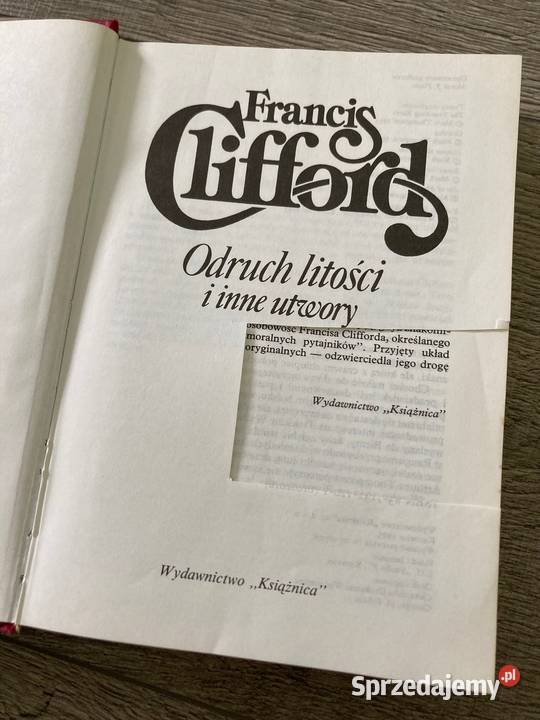 Francis
Clifford
Odruch litości
i inne utwory
osobowość Francisa Clifforda, określanego
moralnych pytajników”. Przyjęty układ
oryginalnych — odzwierciedla jego drogę
Wydawnictwo „Książnica”
Wydawnictwo „Książnica”
Sprzedajemy.pl